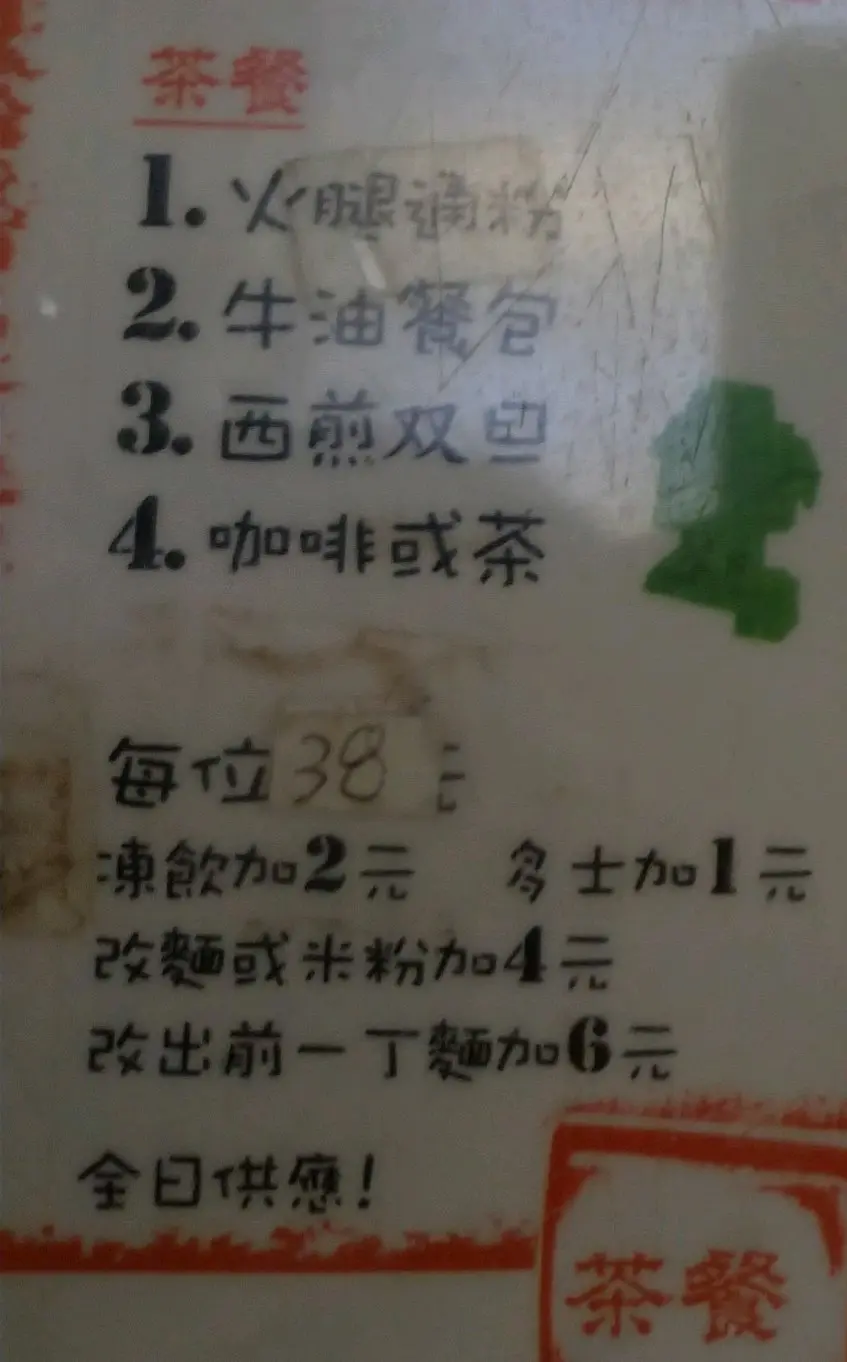 茶餐
1. 火腿通粉
2. 牛油餐包
3. 西煎双旦
4. 咖啡或茶
每位38元
凍飲加2元 多士加1元
改麵或米粉加4元
改出前一丁麵加6元
全日供應!
茶餐